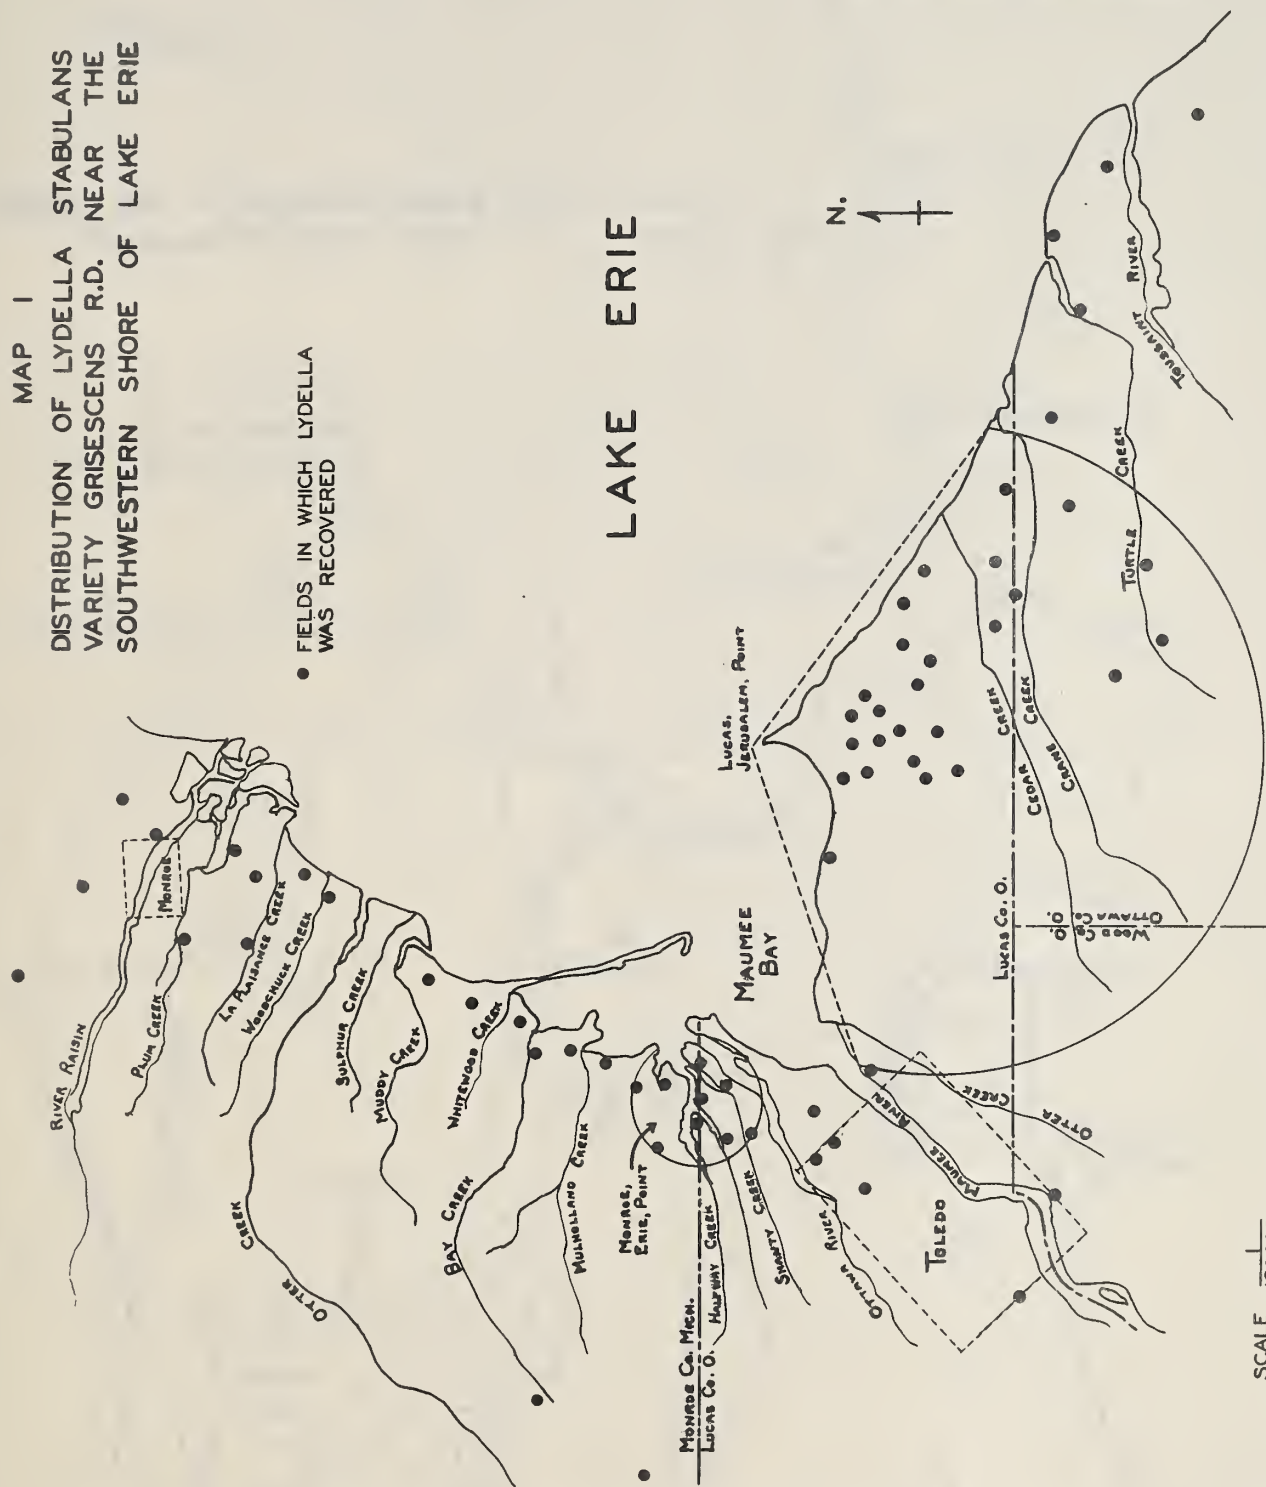 MAP I
DISTRIBUTION OF LYDELLA STABULANS
VARIETY GRISESCENS R.D. NEAR THE
SOUTHWESTERN SHORE OF LAKE ERIE
● FIELDS IN WHICH LYDELLA
WAS RECOVERED
LAKE ERIE
N.
RIVER RAISIN
MONROE
PLUM CREEK
LA PLAISANCE CREEK
WOODCHUCK CREEK
OTTER CREEK
SULPHUR CREEK
MUDDY CREEK
WHITEWOOD CREEK
BAY CREEK
MULHOLLAND CREEK
MONROE,
ERIE, POINT
MONROE CO. MICH.
LUCAS CO. O.
HALFWAY CREEK
SHANTY CREEK
OTTAWA RIVER
TOLEDO
MAUMEE RIVER
OTTER CREEK
MAUMEE
BAY
LUCAS,
JERUSALEM, POINT
LUCAS CO. O.
WOOD CO. O.
OTTAWA CO. O.
CEDAR CREEK
CRANE CREEK
TURTLE CREEK
TOUSSAINT RIVER
SCALE